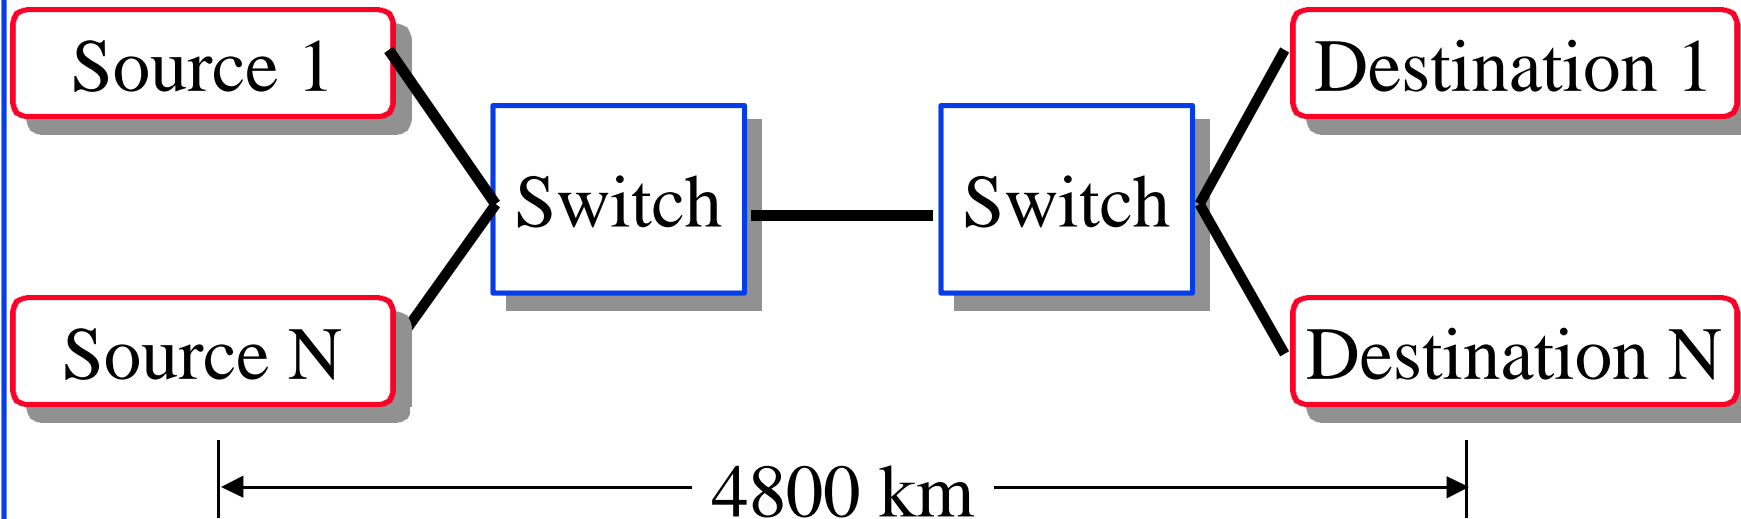 Source 1
Destination 1
Switch
Switch
Source N
Destination N
4800 km